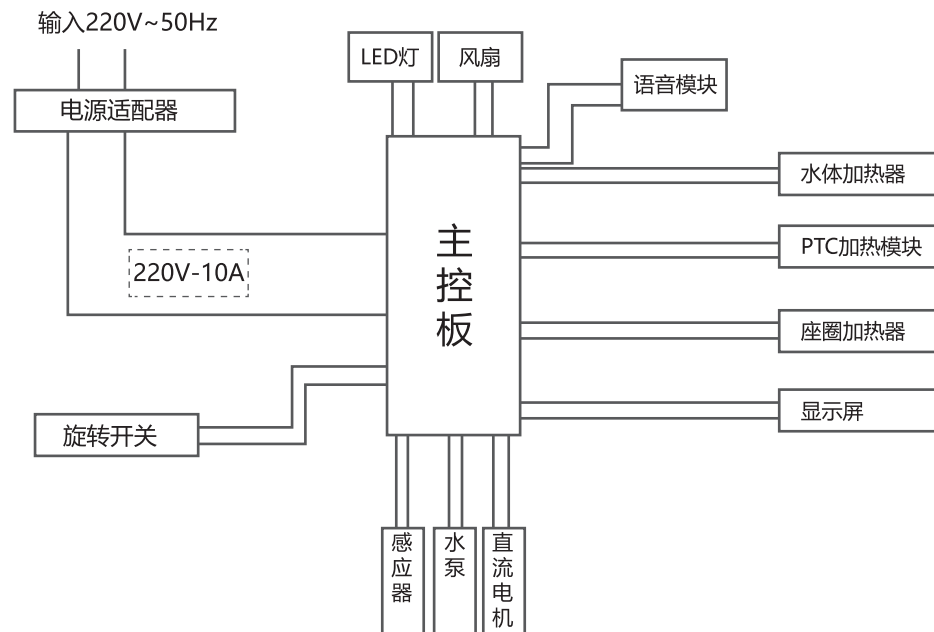 输入220V~50Hz
LED灯
风扇
语音模块
电源适配器
水体加热器
主控板
PTC加热模块
220V-10A
座圈加热器
显示屏
旋转开关
感应器
水泵
直流电机